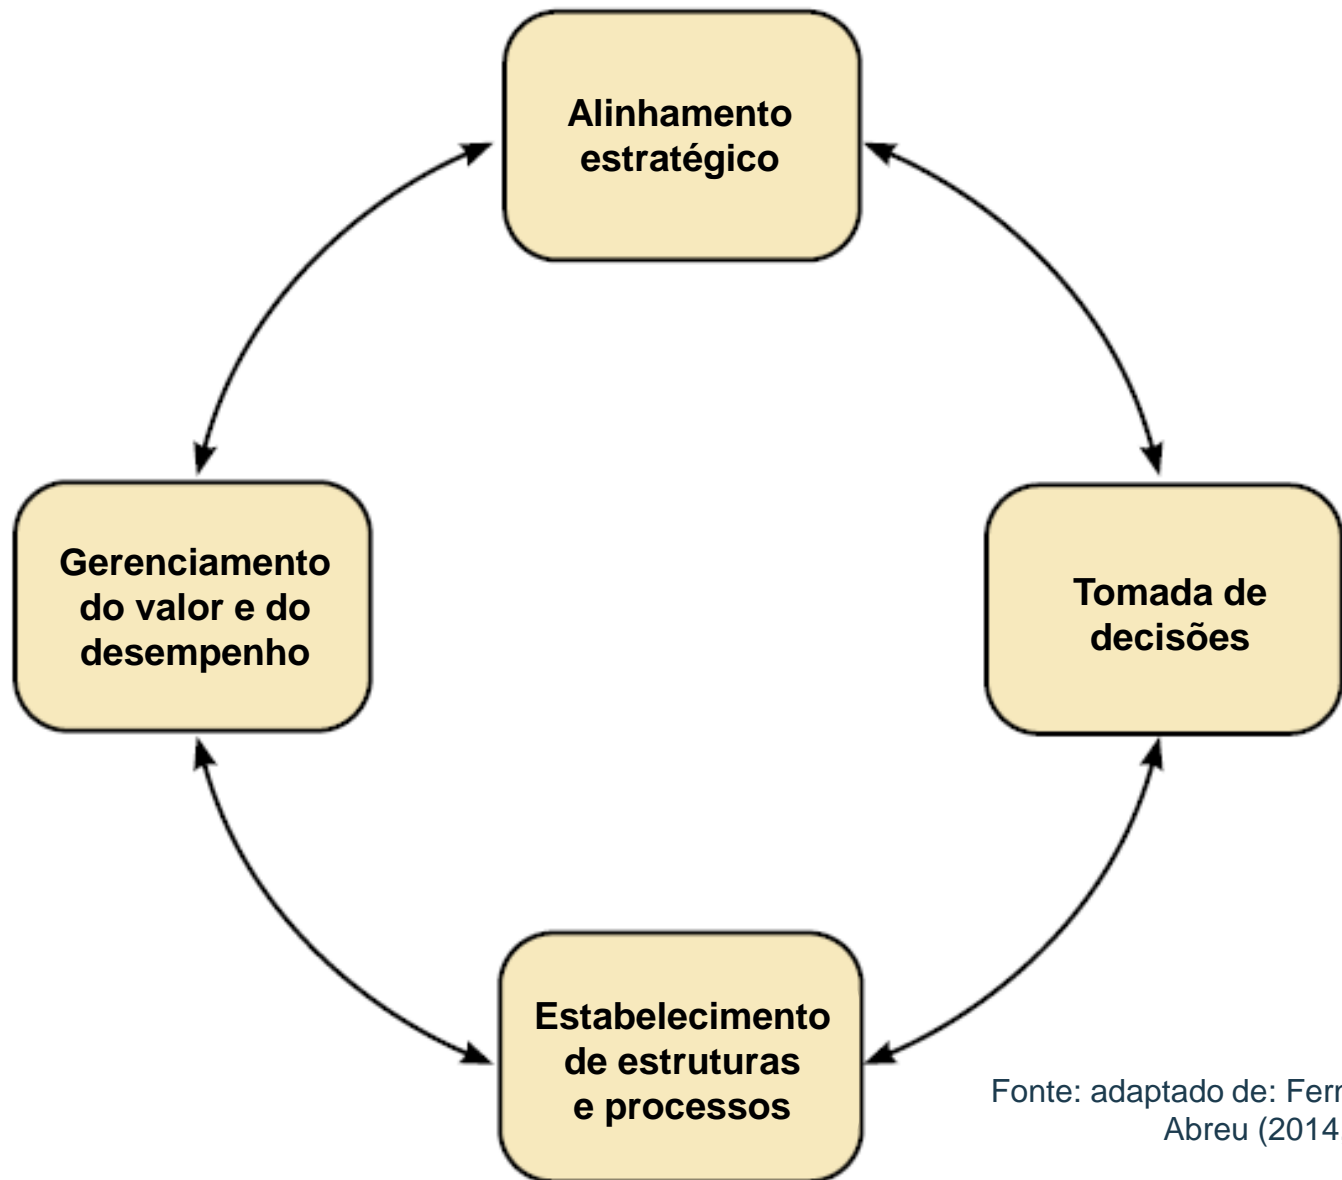 Alinhamento
estratégico
Gerenciamento
do valor e do
desempenho
Tomada de
decisões
Estabelecimento
de estruturas
e processos
Fonte: adaptado de:
Abreu (2014